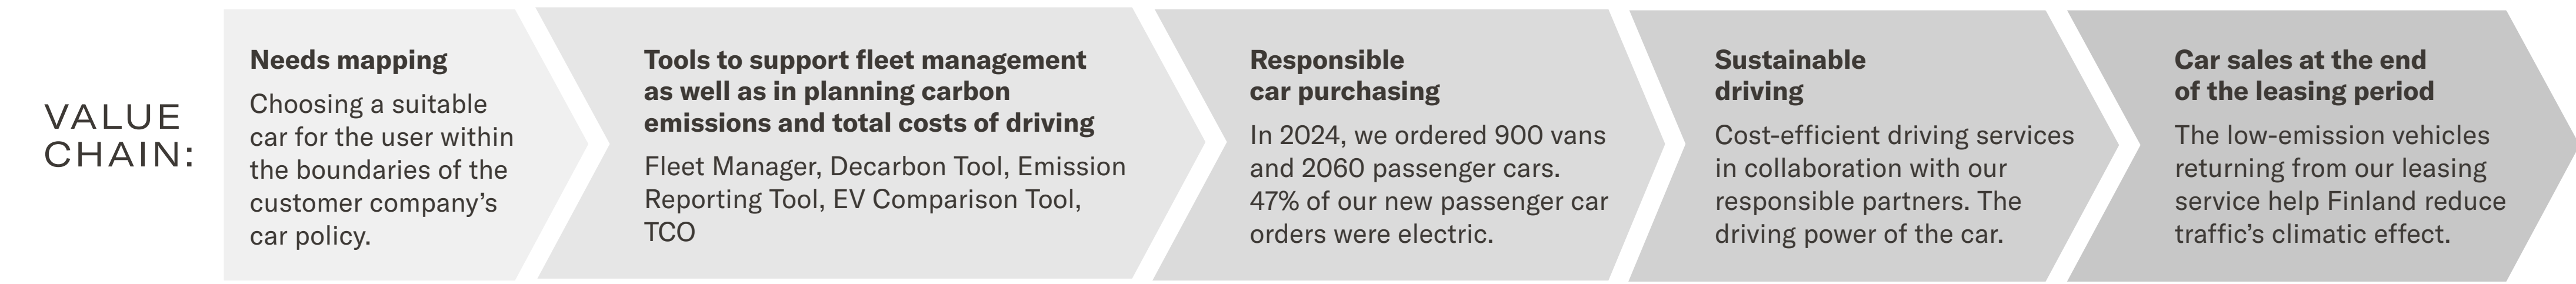 VALUE
CHAIN:
Needs mapping
Choosing a suitable
car for the user within
the boundaries of the
customer company’s
car policy.
Tools to support fleet management
as well as in planning carbon
emissions and total costs of driving
Fleet Manager, Decarbon Tool, Emission
Reporting Tool, EV Comparison Tool,
TCO
Responsible
car purchasing
In 2024, we ordered 900 vans
and 2060 passenger cars.
47% of our new passenger car
orders were electric.
Sustainable
driving
Cost-efficient driving services
in collaboration with our
responsible partners. The
driving power of the car.
Car sales at the end
of the leasing period
The low-emission vehicles
returning from our leasing
service help Finland reduce
traffic’s climatic effect.